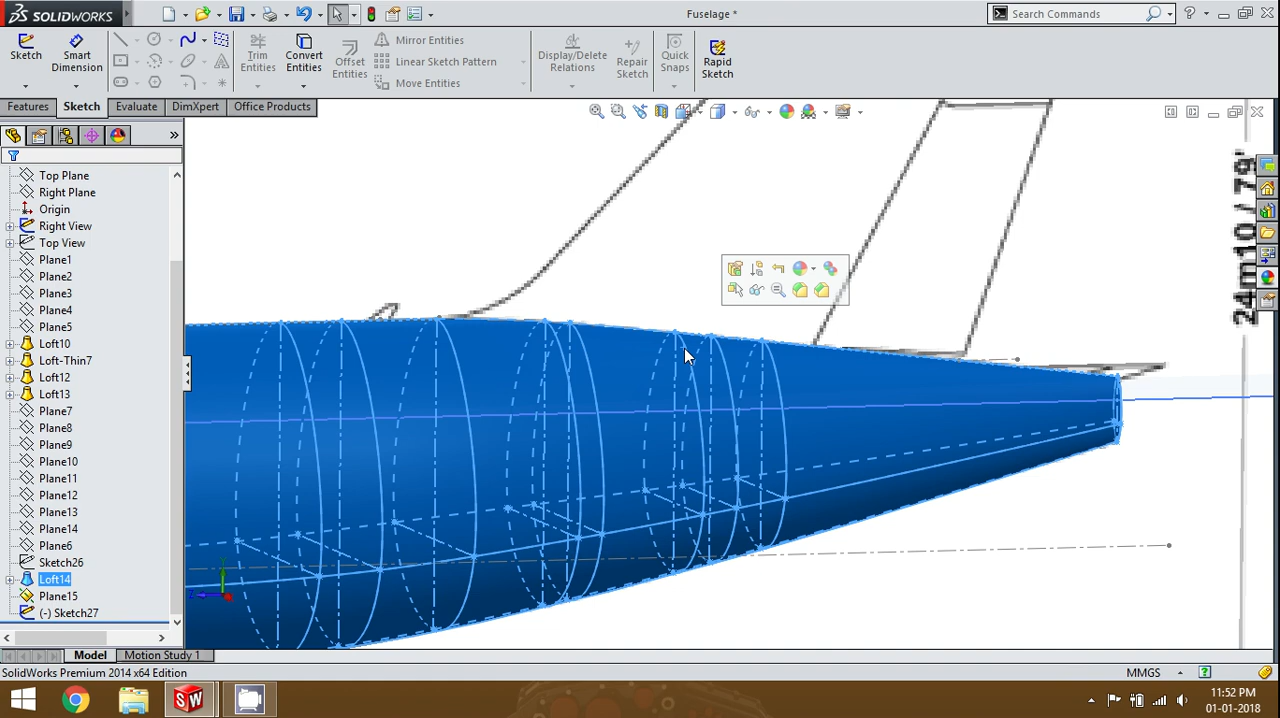 SOLIDWORKS
Fuselage *
Search Commands
Sketch
Smart Dimension
Trim Entities
Convert Entities
Offset Entities
Mirror Entities
Linear Sketch Pattern
Move Entities
Display/Delete Relations
Repair Sketch
Quick Snaps
Rapid Sketch
Features
Sketch
Evaluate
DimXpert
Office Products
Top Plane
Right Plane
Origin
Right View
Top View
Plane1
Plane2
Plane3
Plane4
Plane5
Loft10
Loft-Thin7
Loft12
Loft13
Plane7
Plane8
Plane9
Plane10
Plane11
Plane12
Plane13
Plane14
Plane6
Sketch26
Loft14
Plane15
(-) Sketch27
24m10 / 79'
Model
Motion Study 1
SolidWorks Premium 2014 x64 Edition
MMGS
SW
11:52 PM
01-01-2018